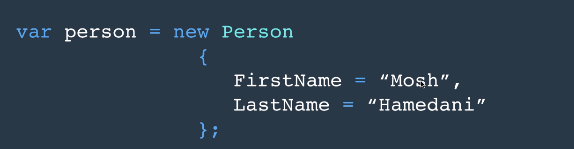 var person = new Person
{
FirstName = “Mosh”,
LastName = “Hamedani”
};